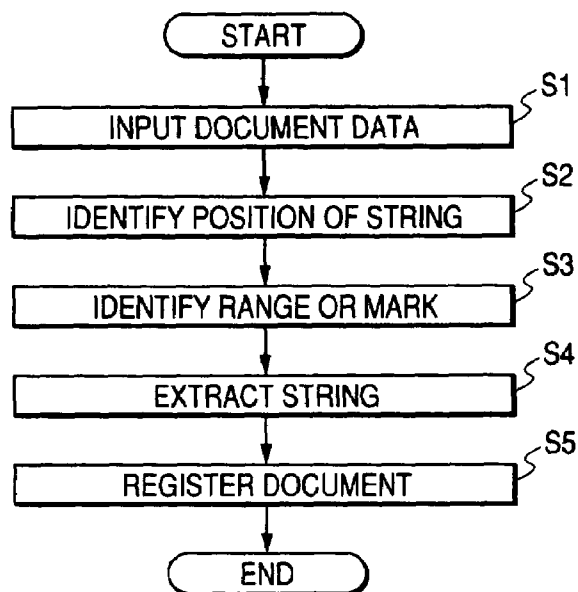 START
S1
INPUT DOCUMENT DATA
S2
IDENTIFY POSITION OF STRING
S3
IDENTIFY RANGE OR MARK
S4
EXTRACT STRING
S5
REGISTER DOCUMENT
END